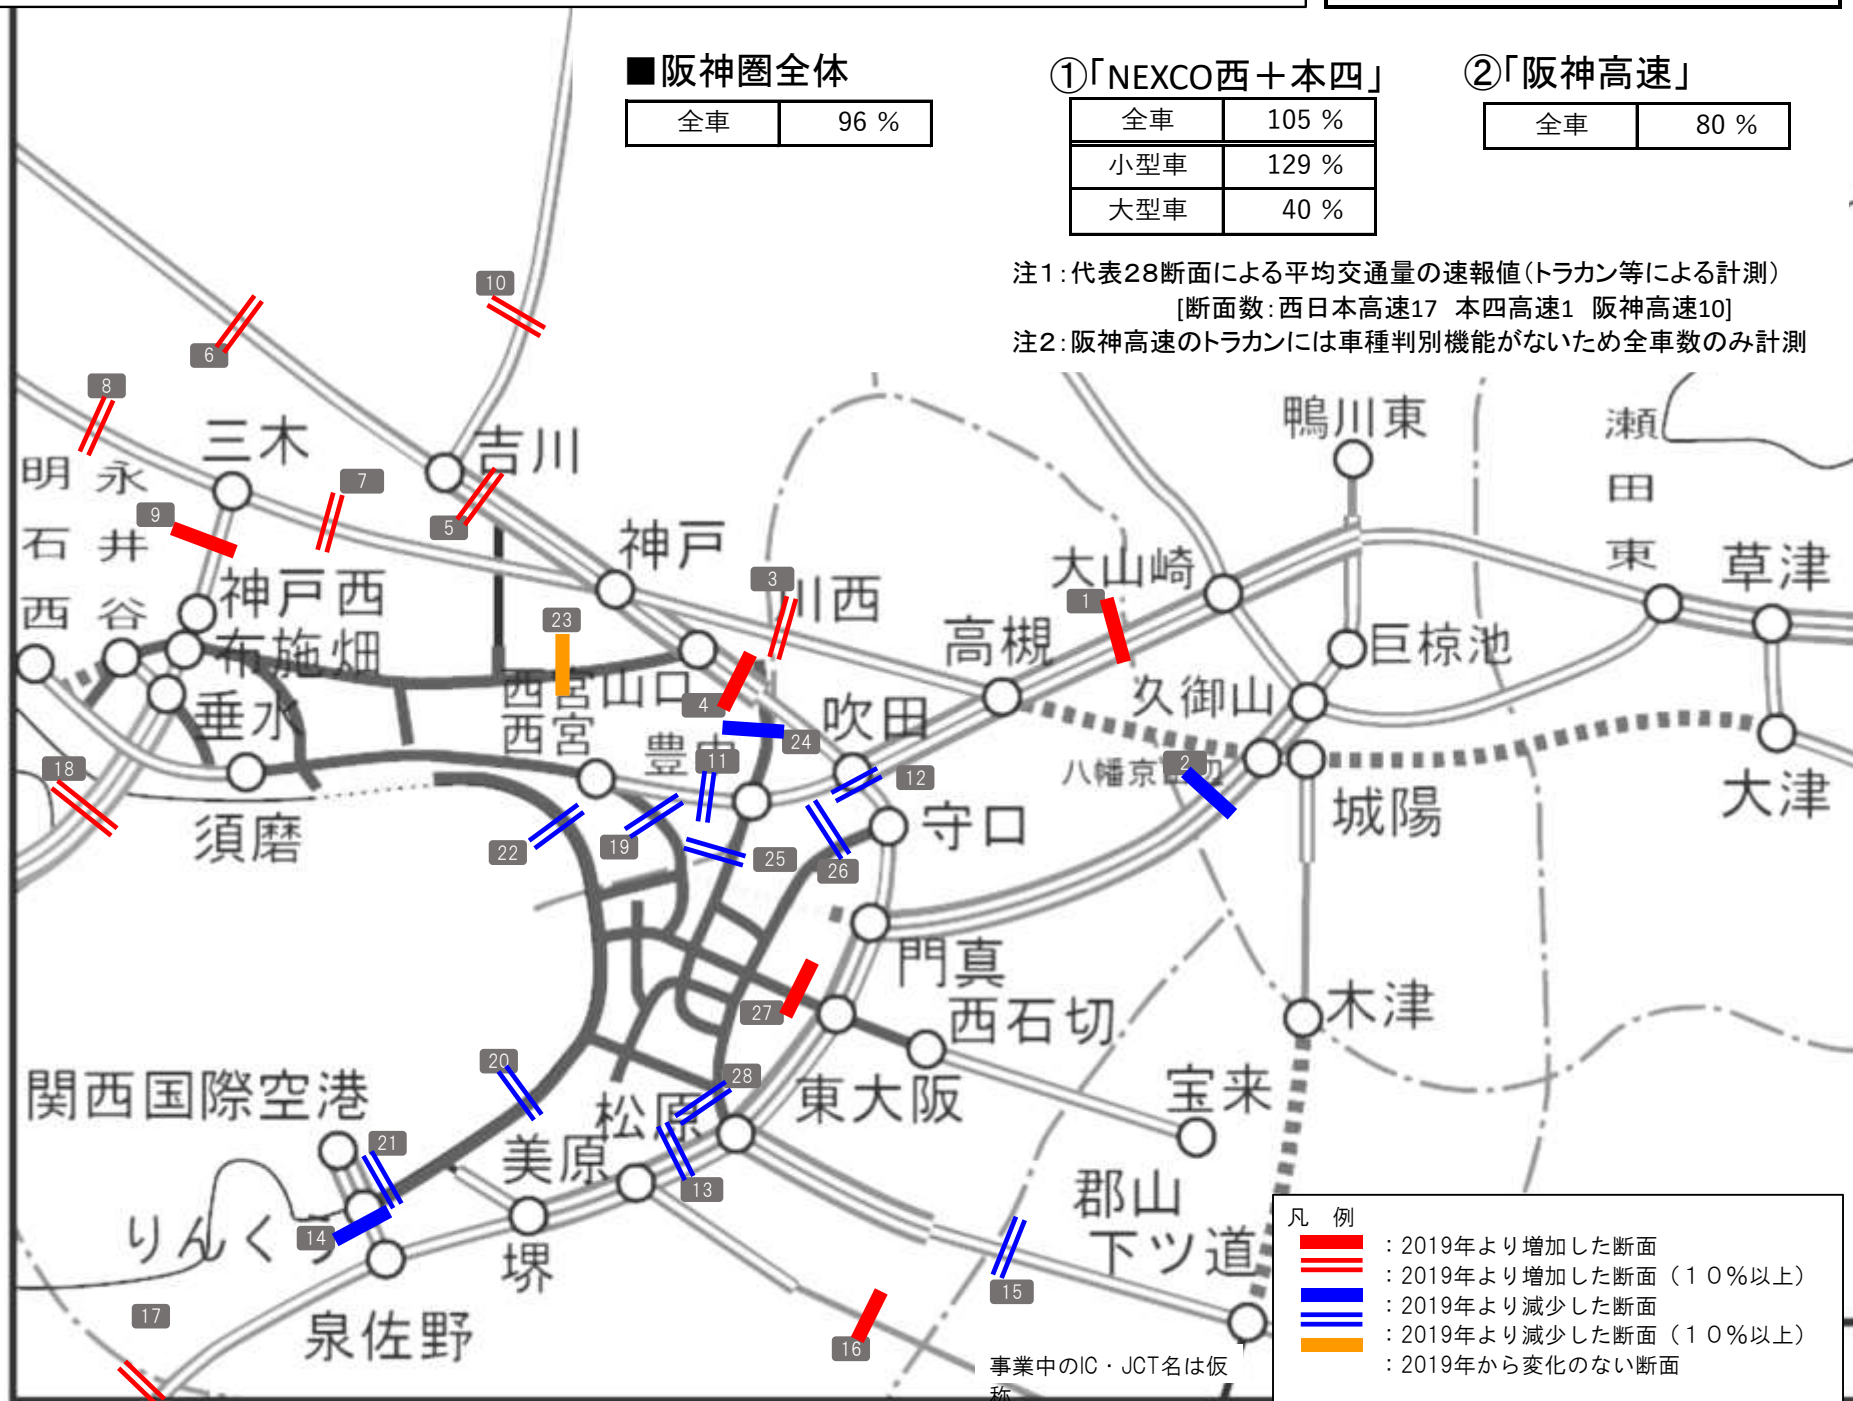 ■阪神圏全体
全車 96 %
①「NEXCO西＋本四」
全車 105 %
小型車 129 %
大型車 40 %
②「阪神高速」
全車 80 %
注1：代表28断面による平均交通量の速報値（トラカン等による計測）
[断面数：西日本高速17 本四高速1 阪神高速10]
注2：阪神高速のトラカンには車種判別機能がないため全車数のみ計測
10
6
8
三木
吉川
鴨川東
瀬田東
明石西
永井谷
7
9
5
神戸
3
川西
大山崎
草津
神戸西
1
23
布施畑
高槻
巨椋池
西宮山口
4
久御山
垂水
西宮
吹田
24
豊中
11
18
12
2
八幡京田辺
城陽
大津
須磨
22
19
25
26
守口
門真
27
西石切
木津
20
28
関西国際空港
松原
東大阪
宝来
21
美原
13
郡山下ツ道
りんくう
14
堺
15
17
泉佐野
16
事業中のIC・JCT名は仮
称
凡 例
：2019年より増加した断面
：2019年より増加した断面（１０％以上）
：2019年より減少した断面
：2019年より減少した断面（１０％以上）
：2019年から変化のない断面